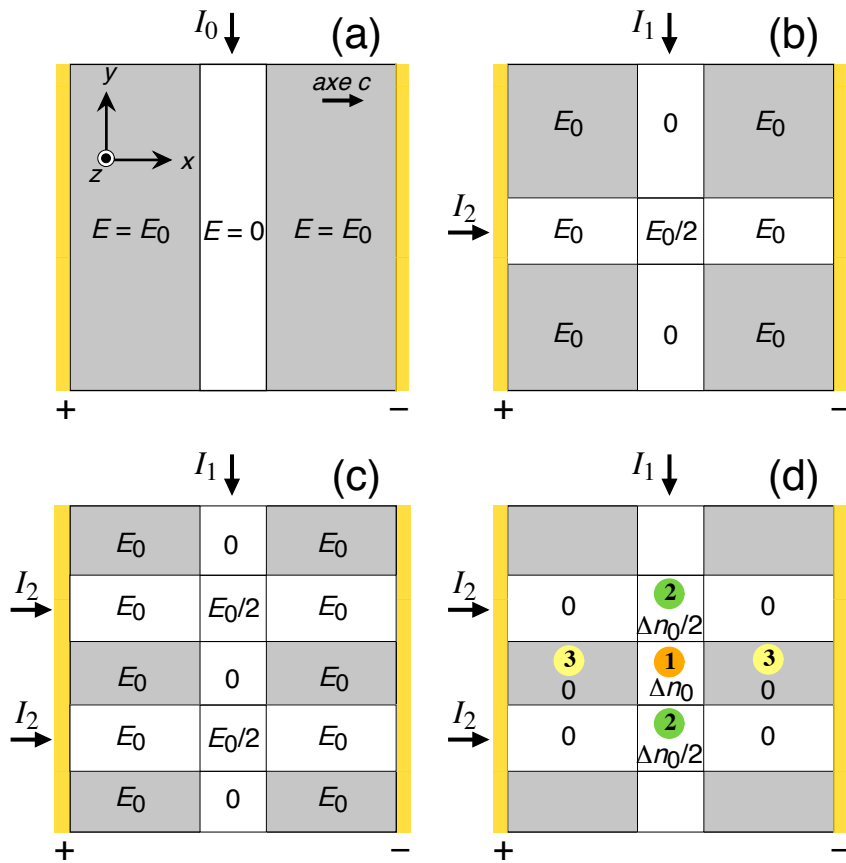 I0 (a)
axe c
y
x
z
E = E0 E = 0 E = E0
+ −
I1 (b)
E0 0 E0
I2 E0 E0/2 E0
E0 0 E0
+ −
I1 (c)
E0 0 E0
I2 E0 E0/2 E0
E0 0 E0
I2 E0 E0/2 E0
E0 0 E0
+ −
I1 (d)
2
I2 0 Δn0/2 0
3 1 3
0 Δn0 0
2
I2 0 Δn0/2 0
+ −